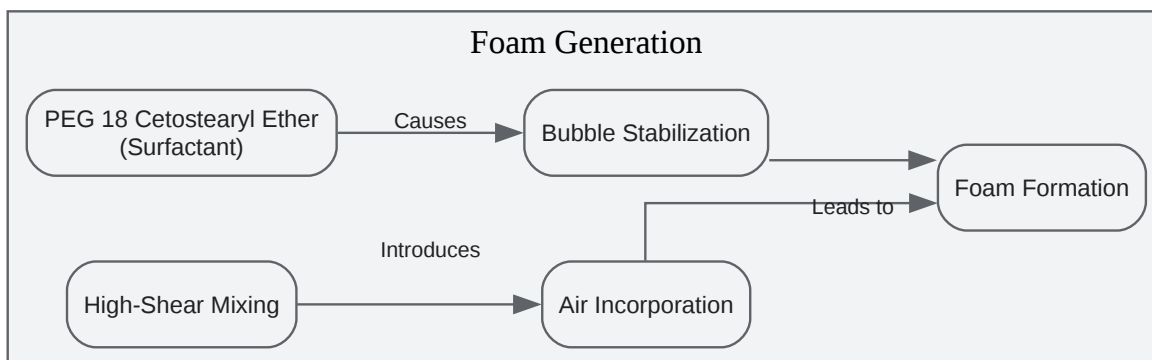 Foam Generation
PEG 18 Cetostearyl Ether
(Surfactant)
Causes
Bubble Stabilization
Foam Formation
Leads to
Introduces
High-Shear Mixing
Air Incorporation